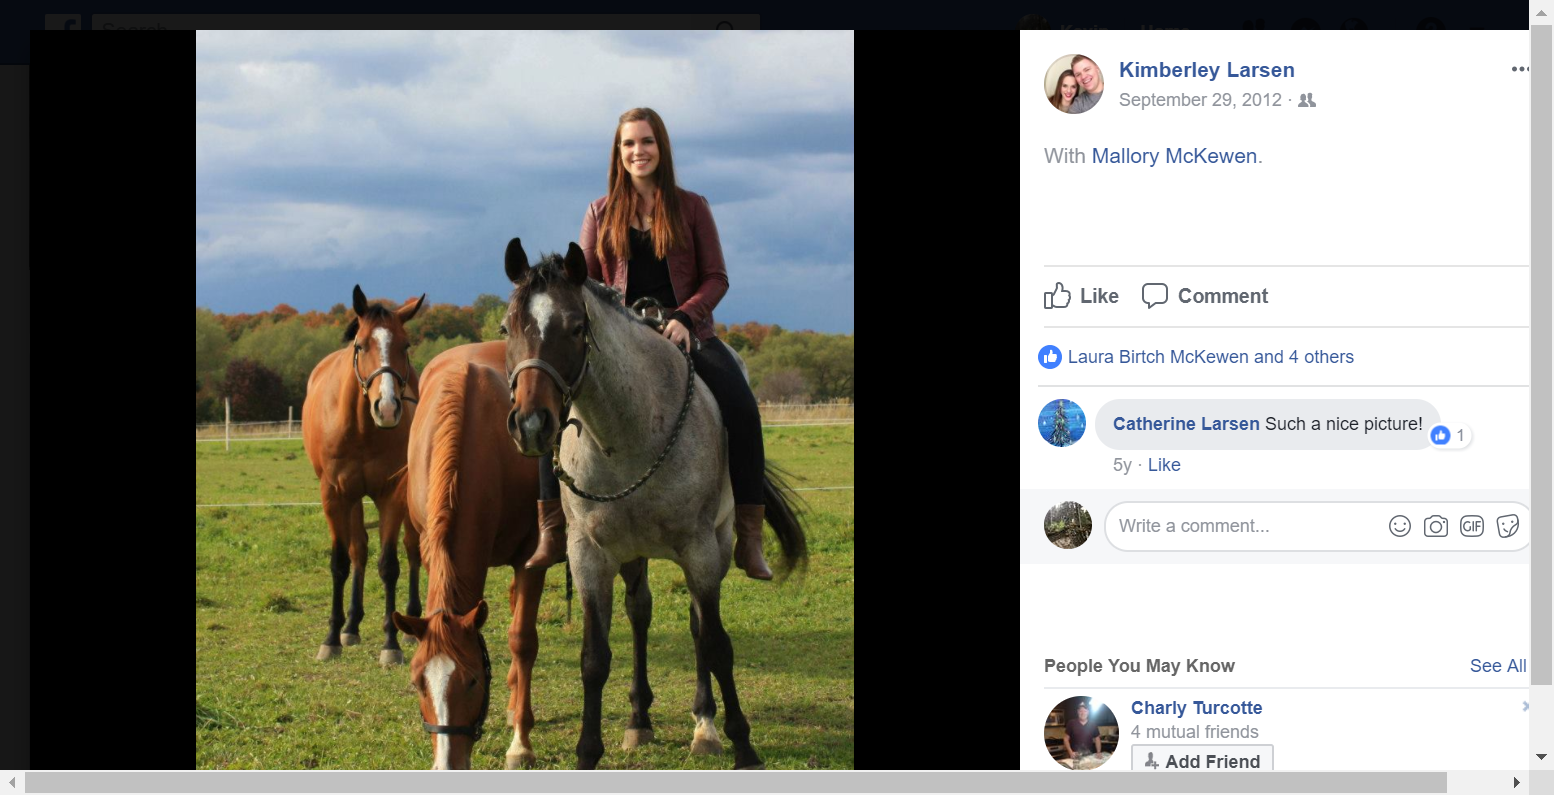 Search
Kimberley Larsen
September 29, 2012 ·
With Mallory McKewen.
Like Comment
Laura Birtch McKewen and 4 others
Catherine Larsen Such a nice picture!
1
5y · Like
Write a comment...
GIF
People You May Know
See All
Charly Turcotte
4 mutual friends
Add Friend